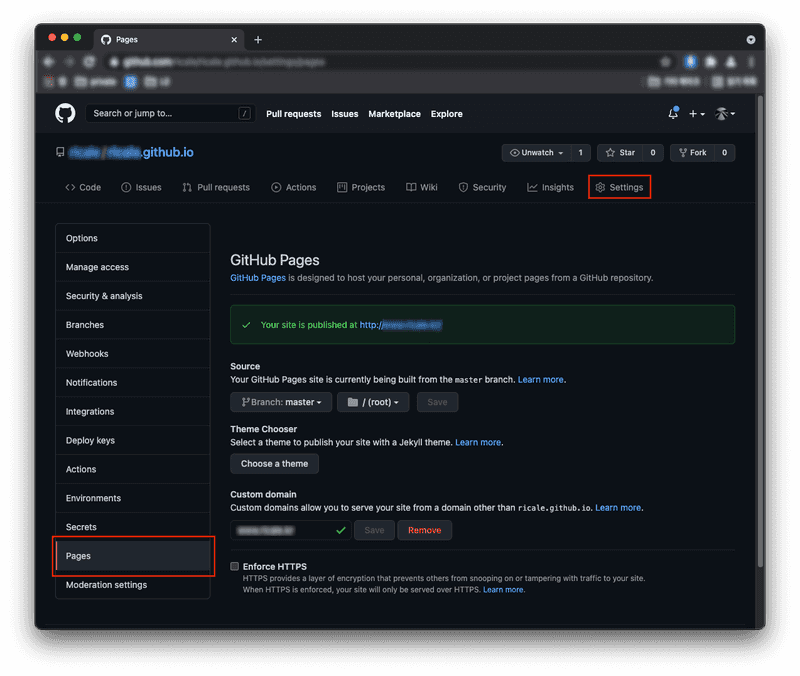 Pages
Search or jump to... /
Pull requests Issues Marketplace Explore
.github.io
Unwatch 1 Star 0 Fork 0
Code Issues Pull requests Actions Projects Wiki Security Insights Settings
Options
Manage access
Security & analysis
Branches
Webhooks
Notifications
Integrations
Deploy keys
Actions
Environments
Secrets
Pages
Moderation settings
GitHub Pages
GitHub Pages is designed to host your personal, organization, or project pages from a GitHub repository.
Your site is published at http://
Source
Your GitHub Pages site is currently being built from the master branch. Learn more.
Branch: master / (root) Save
Theme Chooser
Select a theme to publish your site with a Jekyll theme. Learn more.
Choose a theme
Custom domain
Custom domains allow you to serve your site from a domain other than ricale.github.io. Learn more.
Save Remove
Enforce HTTPS
HTTPS provides a layer of encryption that prevents others from snooping on or tampering with traffic to your site.
When HTTPS is enforced, your site will only be served over HTTPS. Learn more.